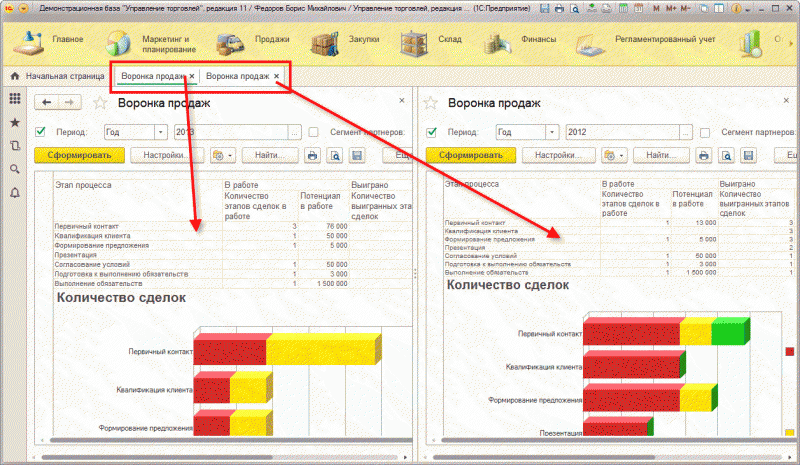 Демонстрационная база "Управление торговлей", редакция 11 / Федоров Борис Михайлович / Управление торговлей, редакция ... (1С:Предприятие)
M M+ M-
Главное
Маркетинг и планирование
Продажи
Закупки
Склад
Финансы
Регламентированный учет
Начальная страница
Воронка продаж ×
Воронка продаж ×
Воронка продаж
Период:
Год
2013
Сегмент партнеров:
Сформировать
Настройки...
Найти...
Этап процесса
В работе
Выиграно
Количество этапов сделок в работе
Потенциал в работе
Количество выигранных эта
сделок
Первичный контакт 3 76 000
Квалификация клиента 1 50 000
Формирование предложения 1 5 000
Презентация
Согласование условий 1 50 000
Подготовка к выполнению обязательств 1 3 000
Выполнение обязательств 1 1 500 000
Количество сделок
Первичный контакт
Квалификация клиента
Формирование предложения
Воронка продаж
Период:
Год
2012
Сегмент партнеров:
Сформировать
Настройки...
Найти...
Этап процесса
В работе
Выиграно
Количество этапов сделок в работе
Потенциал в работе
Количество выигранных этапов
сделок
Первичный контакт 1 13 000 3
Квалификация клиента 3
Формирование предложения 1 5 000 3
Презентация 2
Согласование условий 1 50 000 1
Подготовка к выполнению обязательств 1 3 000 1
Выполнение обязательств 1 1 500 000
Количество сделок
Первичный контакт
Квалификация клиента
Формирование предложения
Презентация